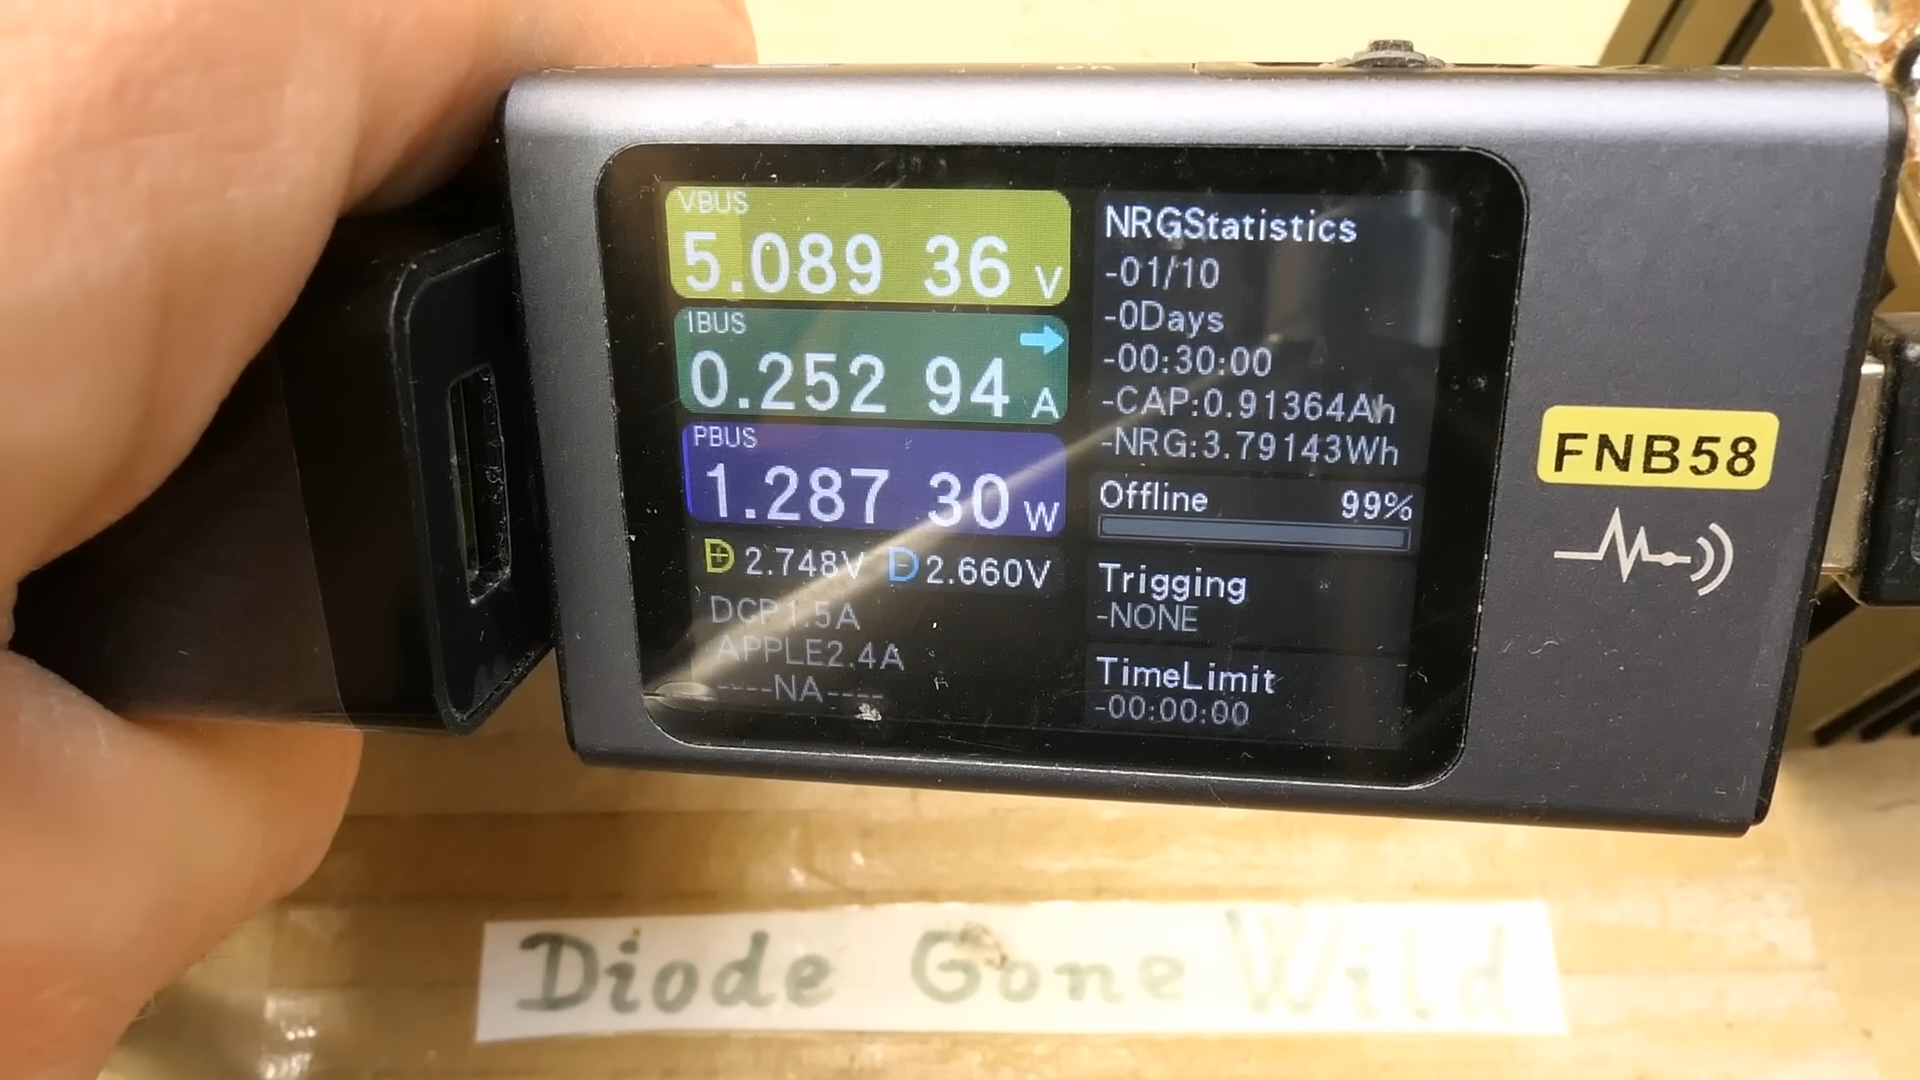 VBUS
5.089 36 V
IBUS
0.252 94 A
PBUS
1.287 30 W
D+ 2.748V D- 2.660V
DCP1.5A
APPLE2.4A
----NA----
NRGStatistics
-01/10
-0Days
-00:30:00
-CAP:0.91364Ah
-NRG:3.79143Wh
Offline 99%
Trigging
-NONE
TimeLimit
-00:00:00
FNB58
Diode Gone Wild